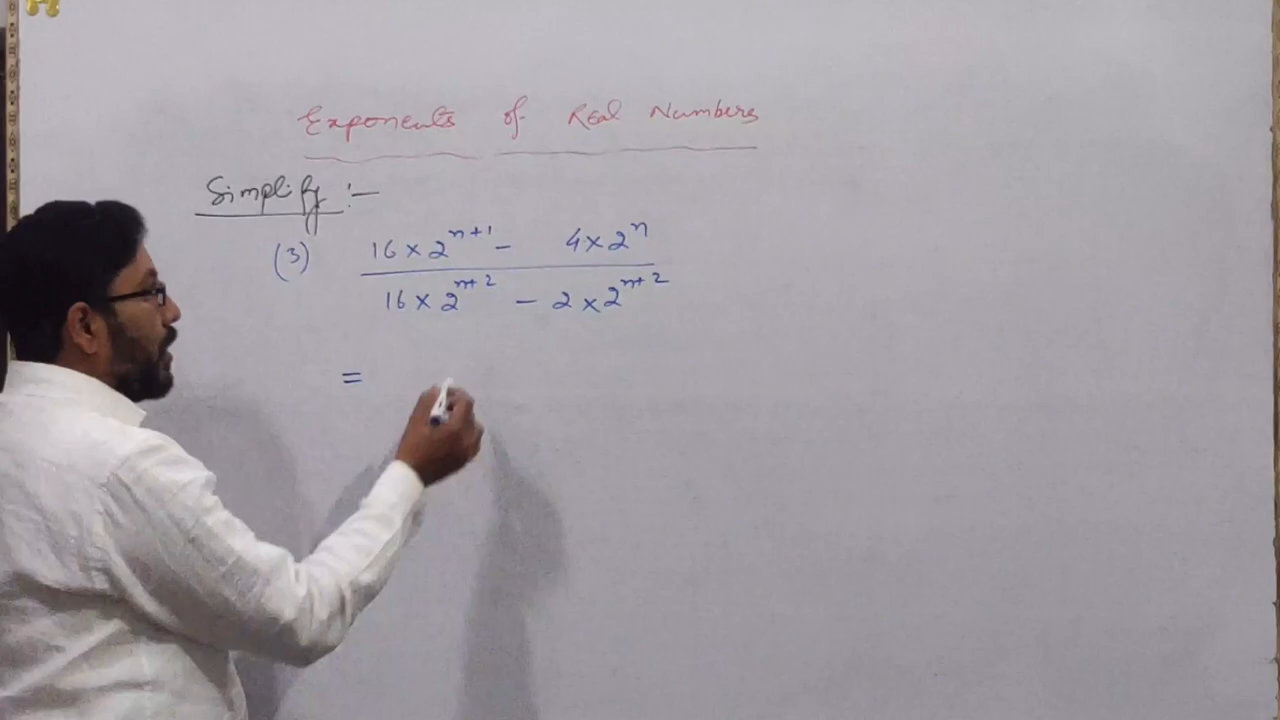 Exponents of Real Numbers
Simplify :-
(3) 16 × 2^{n+1} - 4 × 2^n
16 × 2^{n+2} - 2 × 2^{n+2}
=